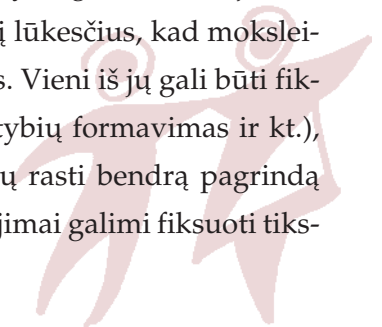 į lūkesčius, kad mokslei-
s. Vieni iš jų gali būti fik-
tybių formavimas ir kt.),
ų rasti bendrą pagrindą
jimai galimi fiksuoti tiks-